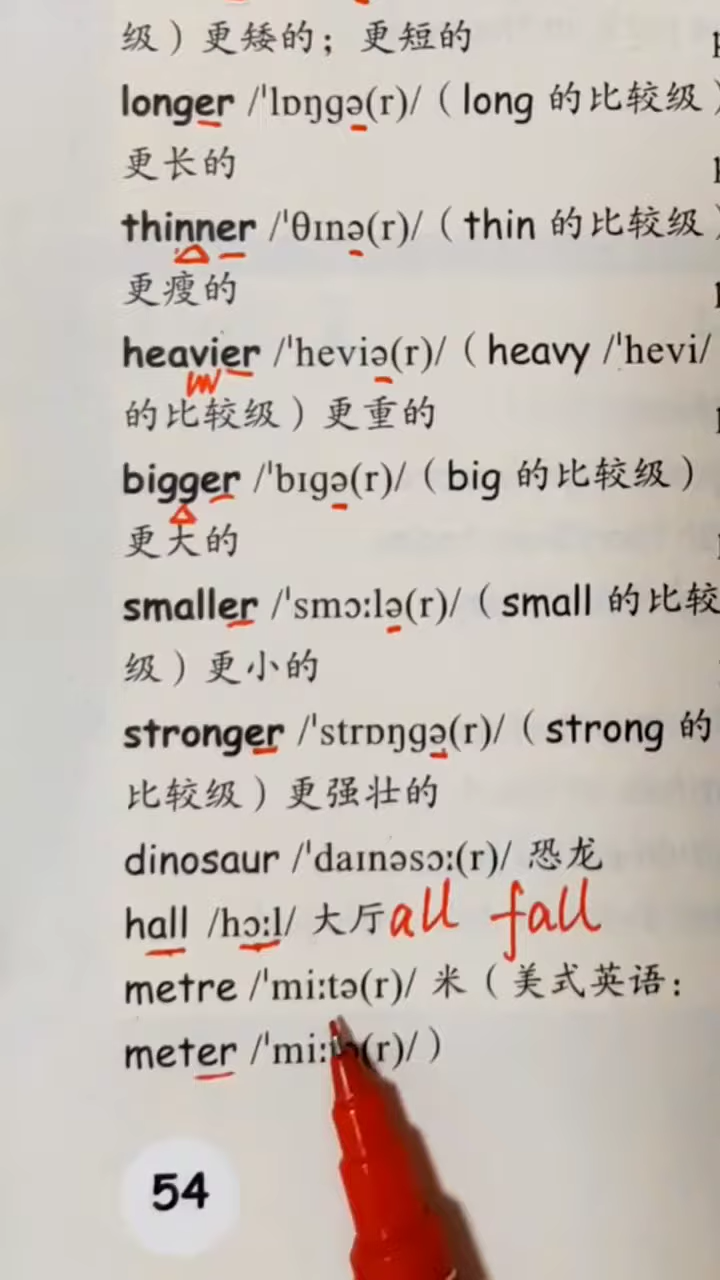 级）更矮的；更短的
longer /ˈlɒŋgə(r)/（long 的比较级）
更长的
thinner /ˈθɪnə(r)/（thin 的比较级）
更瘦的
heavier /ˈheviə(r)/（heavy /ˈhevi/
的比较级）更重的
bigger /ˈbɪgə(r)/（big 的比较级）
更大的
smaller /ˈsmɔːlə(r)/（small 的比较
级）更小的
stronger /ˈstrɒŋgə(r)/（strong 的
比较级）更强壮的
dinosaur /ˈdaɪnəsɔː(r)/ 恐龙
hall /hɔːl/ 大厅 all fall
metre /ˈmiːtə(r)/ 米（美式英语：
meter /ˈmiːtə(r)/）
54